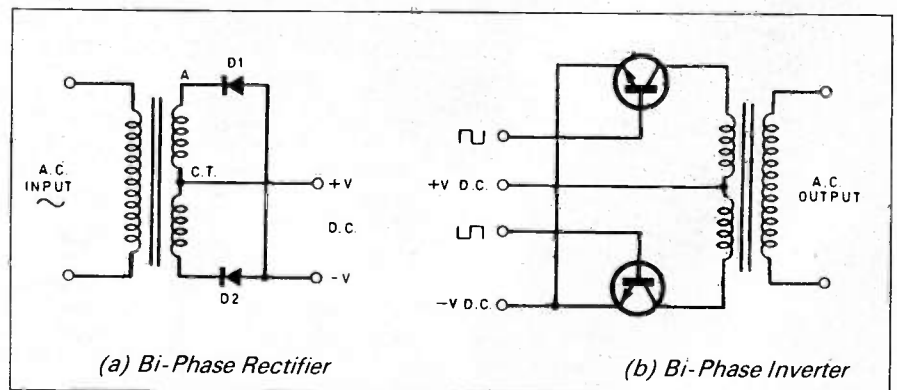 A
D1
A.C.
INPUT
C.T.
+V
D.C.
-V
D2
(a) Bi-Phase Rectifier
+V D.C.
-V D.C.
A.C.
OUTPUT
(b) Bi-Phase Inverter